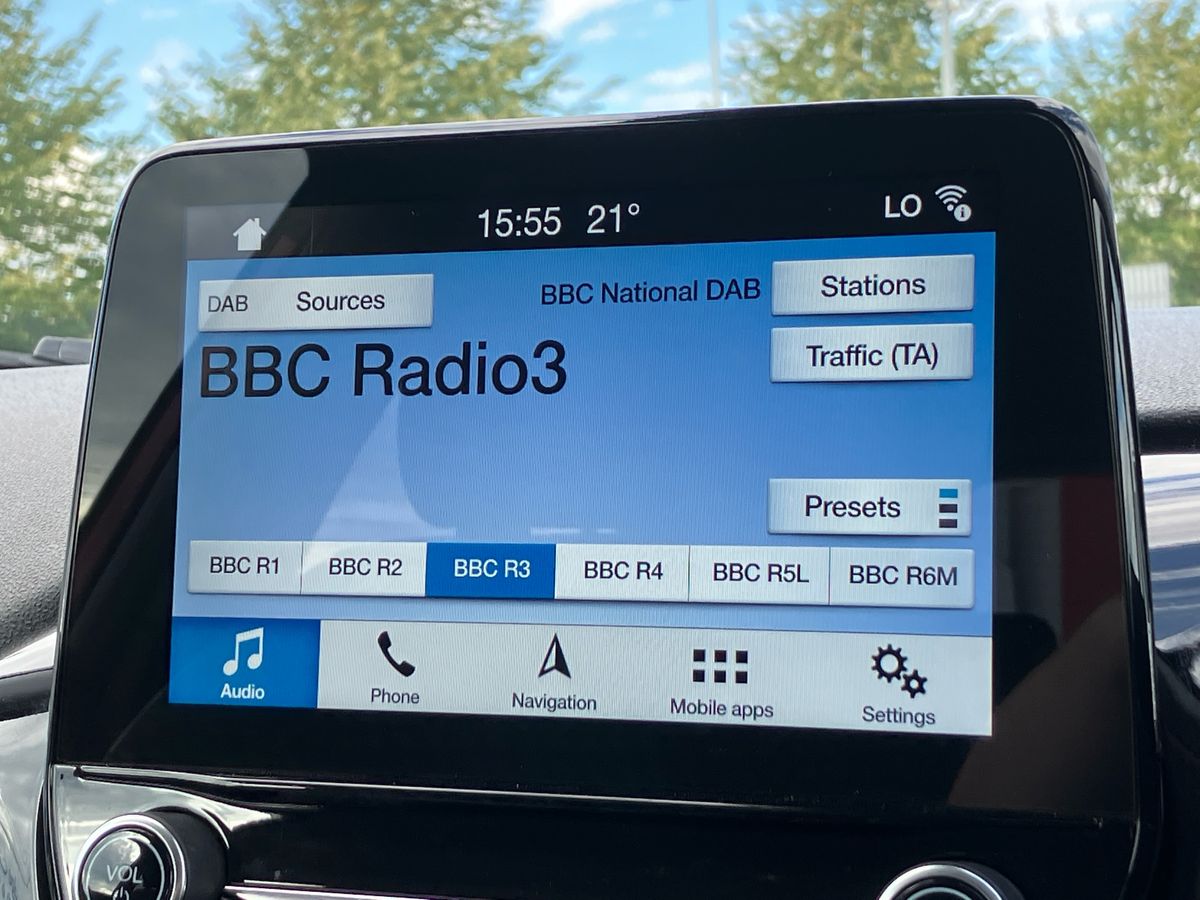 15:55 21° LO
DAB Sources BBC National DAB Stations
BBC Radio3
Traffic (TA)
Presets
BBC R1 BBC R2 BBC R3 BBC R4 BBC R5L BBC R6M
Audio Phone Navigation Mobile apps Settings
VOL